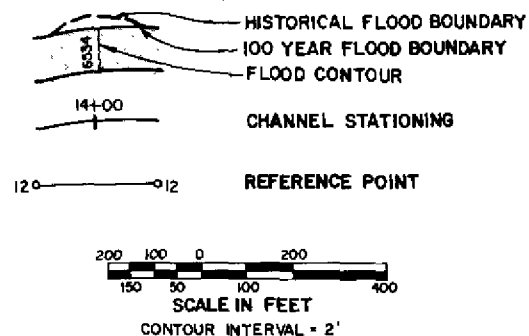 HISTORICAL FLOOD BOUNDARY
100 YEAR FLOOD BOUNDARY
6534
FLOOD CONTOUR
14+00
CHANNEL STATIONING
12 12 REFERENCE POINT
200 100 0 200
150 50 100 400
SCALE IN FEET
CONTOUR INTERVAL = 2'